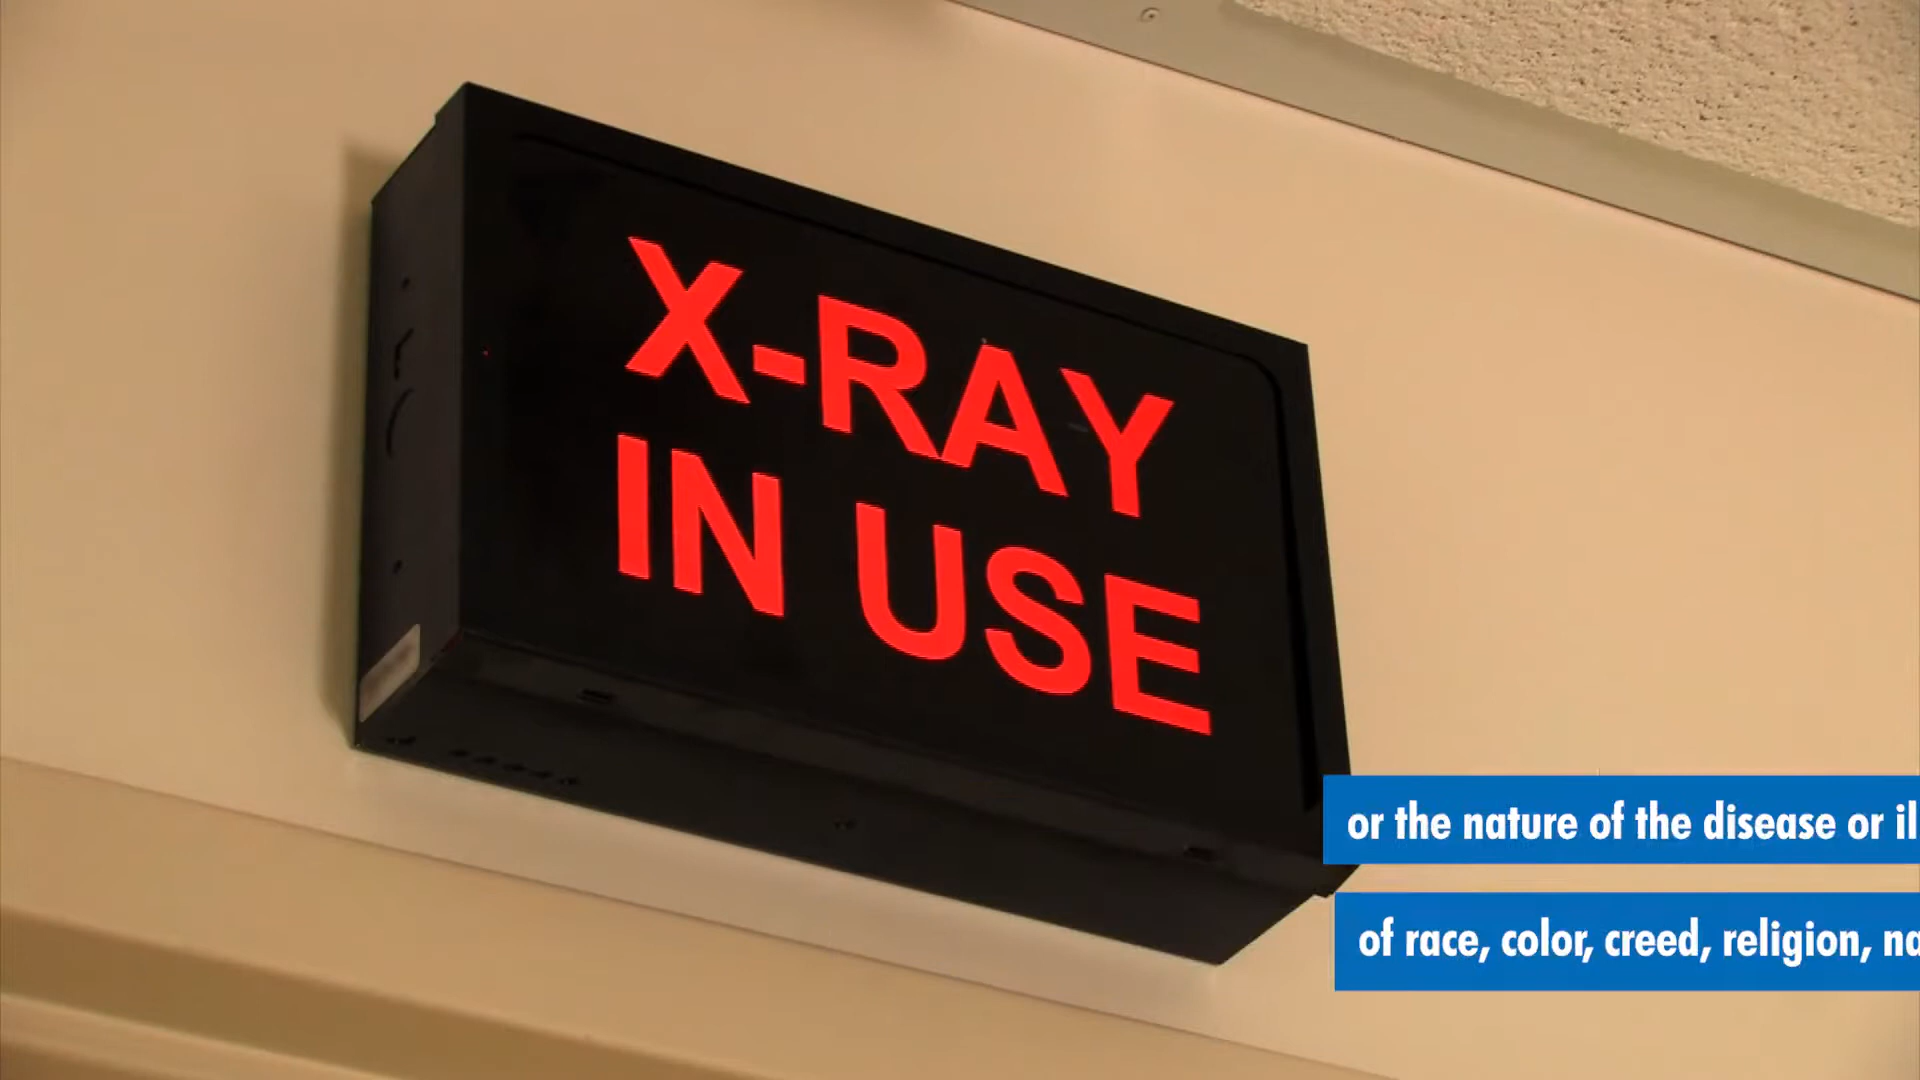 X-RAY
IN USE
or the nature of the disease or il
of race, color, creed, religion, na